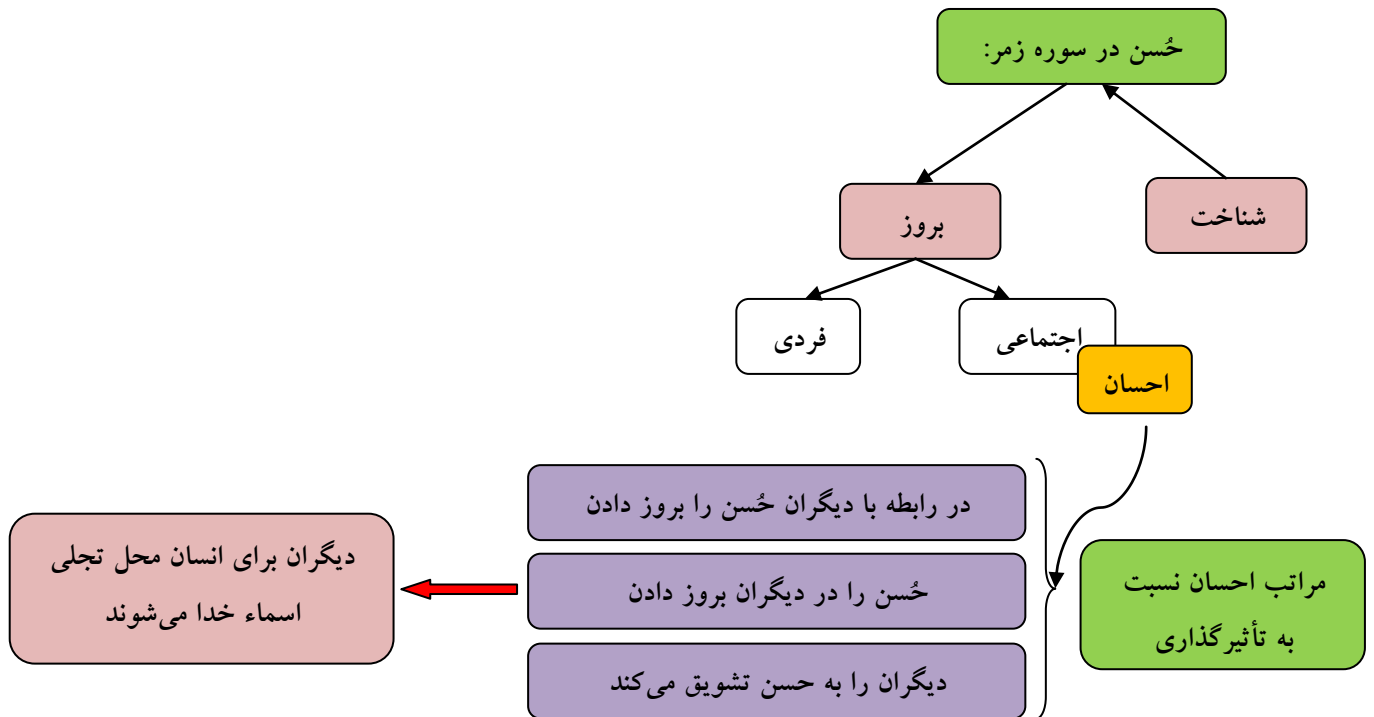 حُسن در سوره زمر:
شناخت
بروز
اجتماعی
فردی
احسان
در رابطه با دیگران حُسن را بروز دادن
حُسن را در دیگران بروز دادن
دیگران را به حسن تشویق می‌کند
مراتب احسان نسبت
به تأثیرگذاری
دیگران برای انسان محل تجلی
اسماء خدا می‌شوند